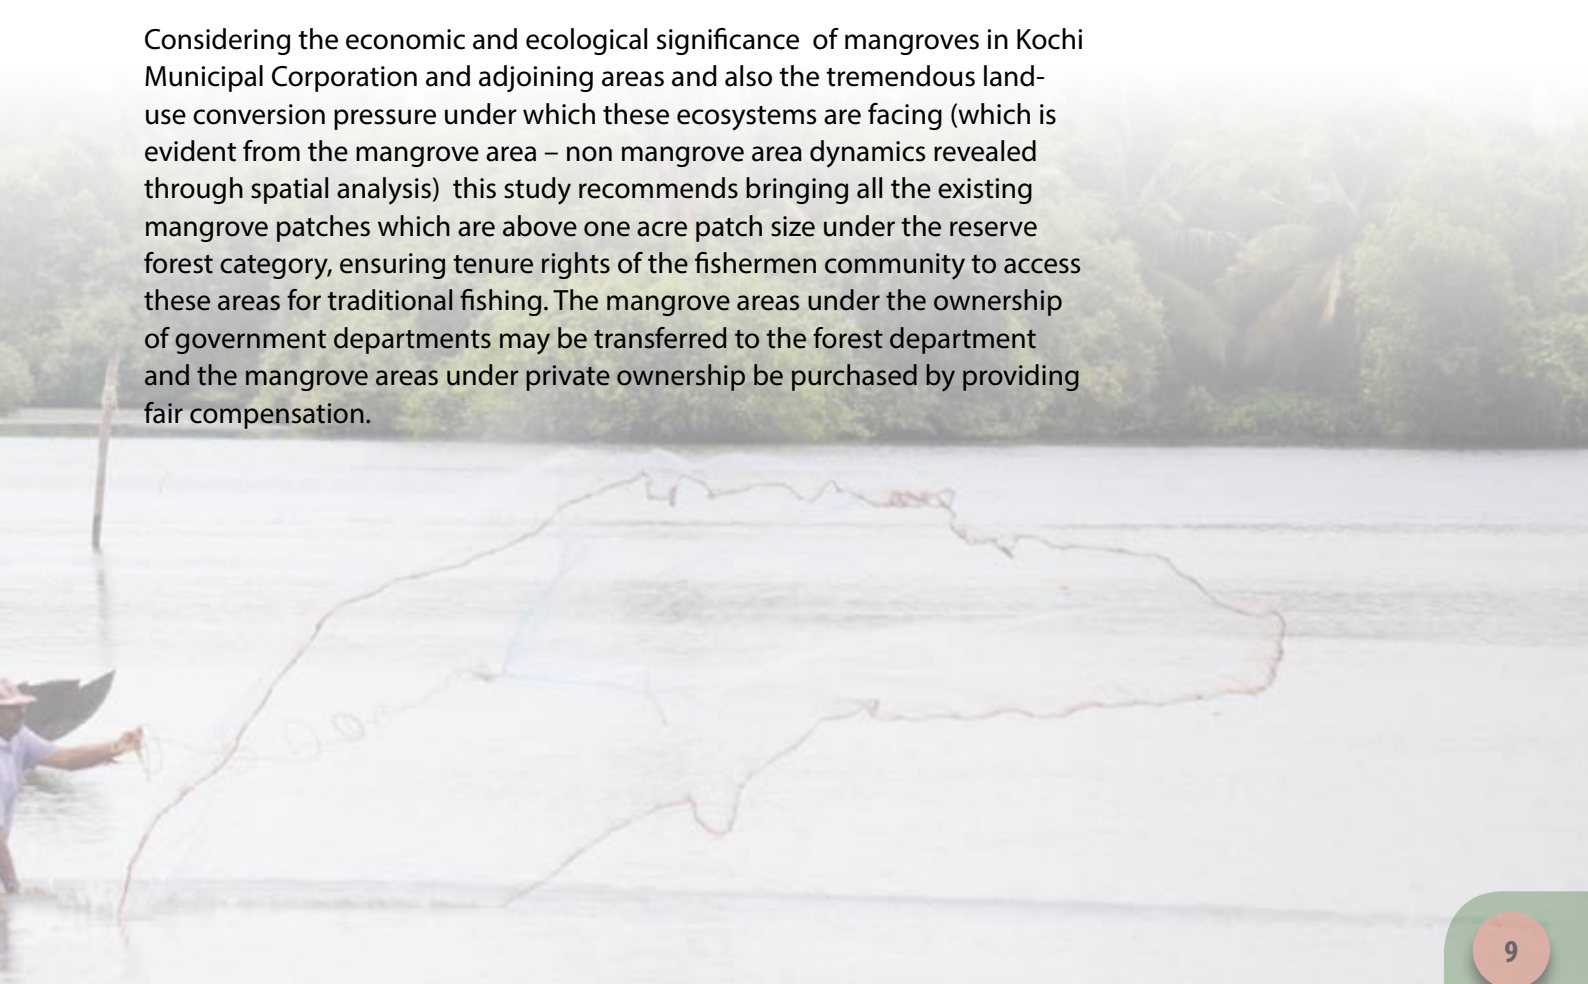 Considering the economic and ecological significance  of mangroves in Kochi
Municipal Corporation and adjoining areas and also the tremendous land-
use conversion pressure under which these ecosystems are facing (which is
evident from the mangrove area – non mangrove area dynamics revealed
through spatial analysis)  this study recommends bringing all the existing
mangrove patches which are above one acre patch size under the reserve
forest category, ensuring tenure rights of the fishermen community to access
these areas for traditional fishing. The mangrove areas under the ownership
of government departments may be transferred to the forest department
and the mangrove areas under private ownership be purchased by providing
fair compensation.
9